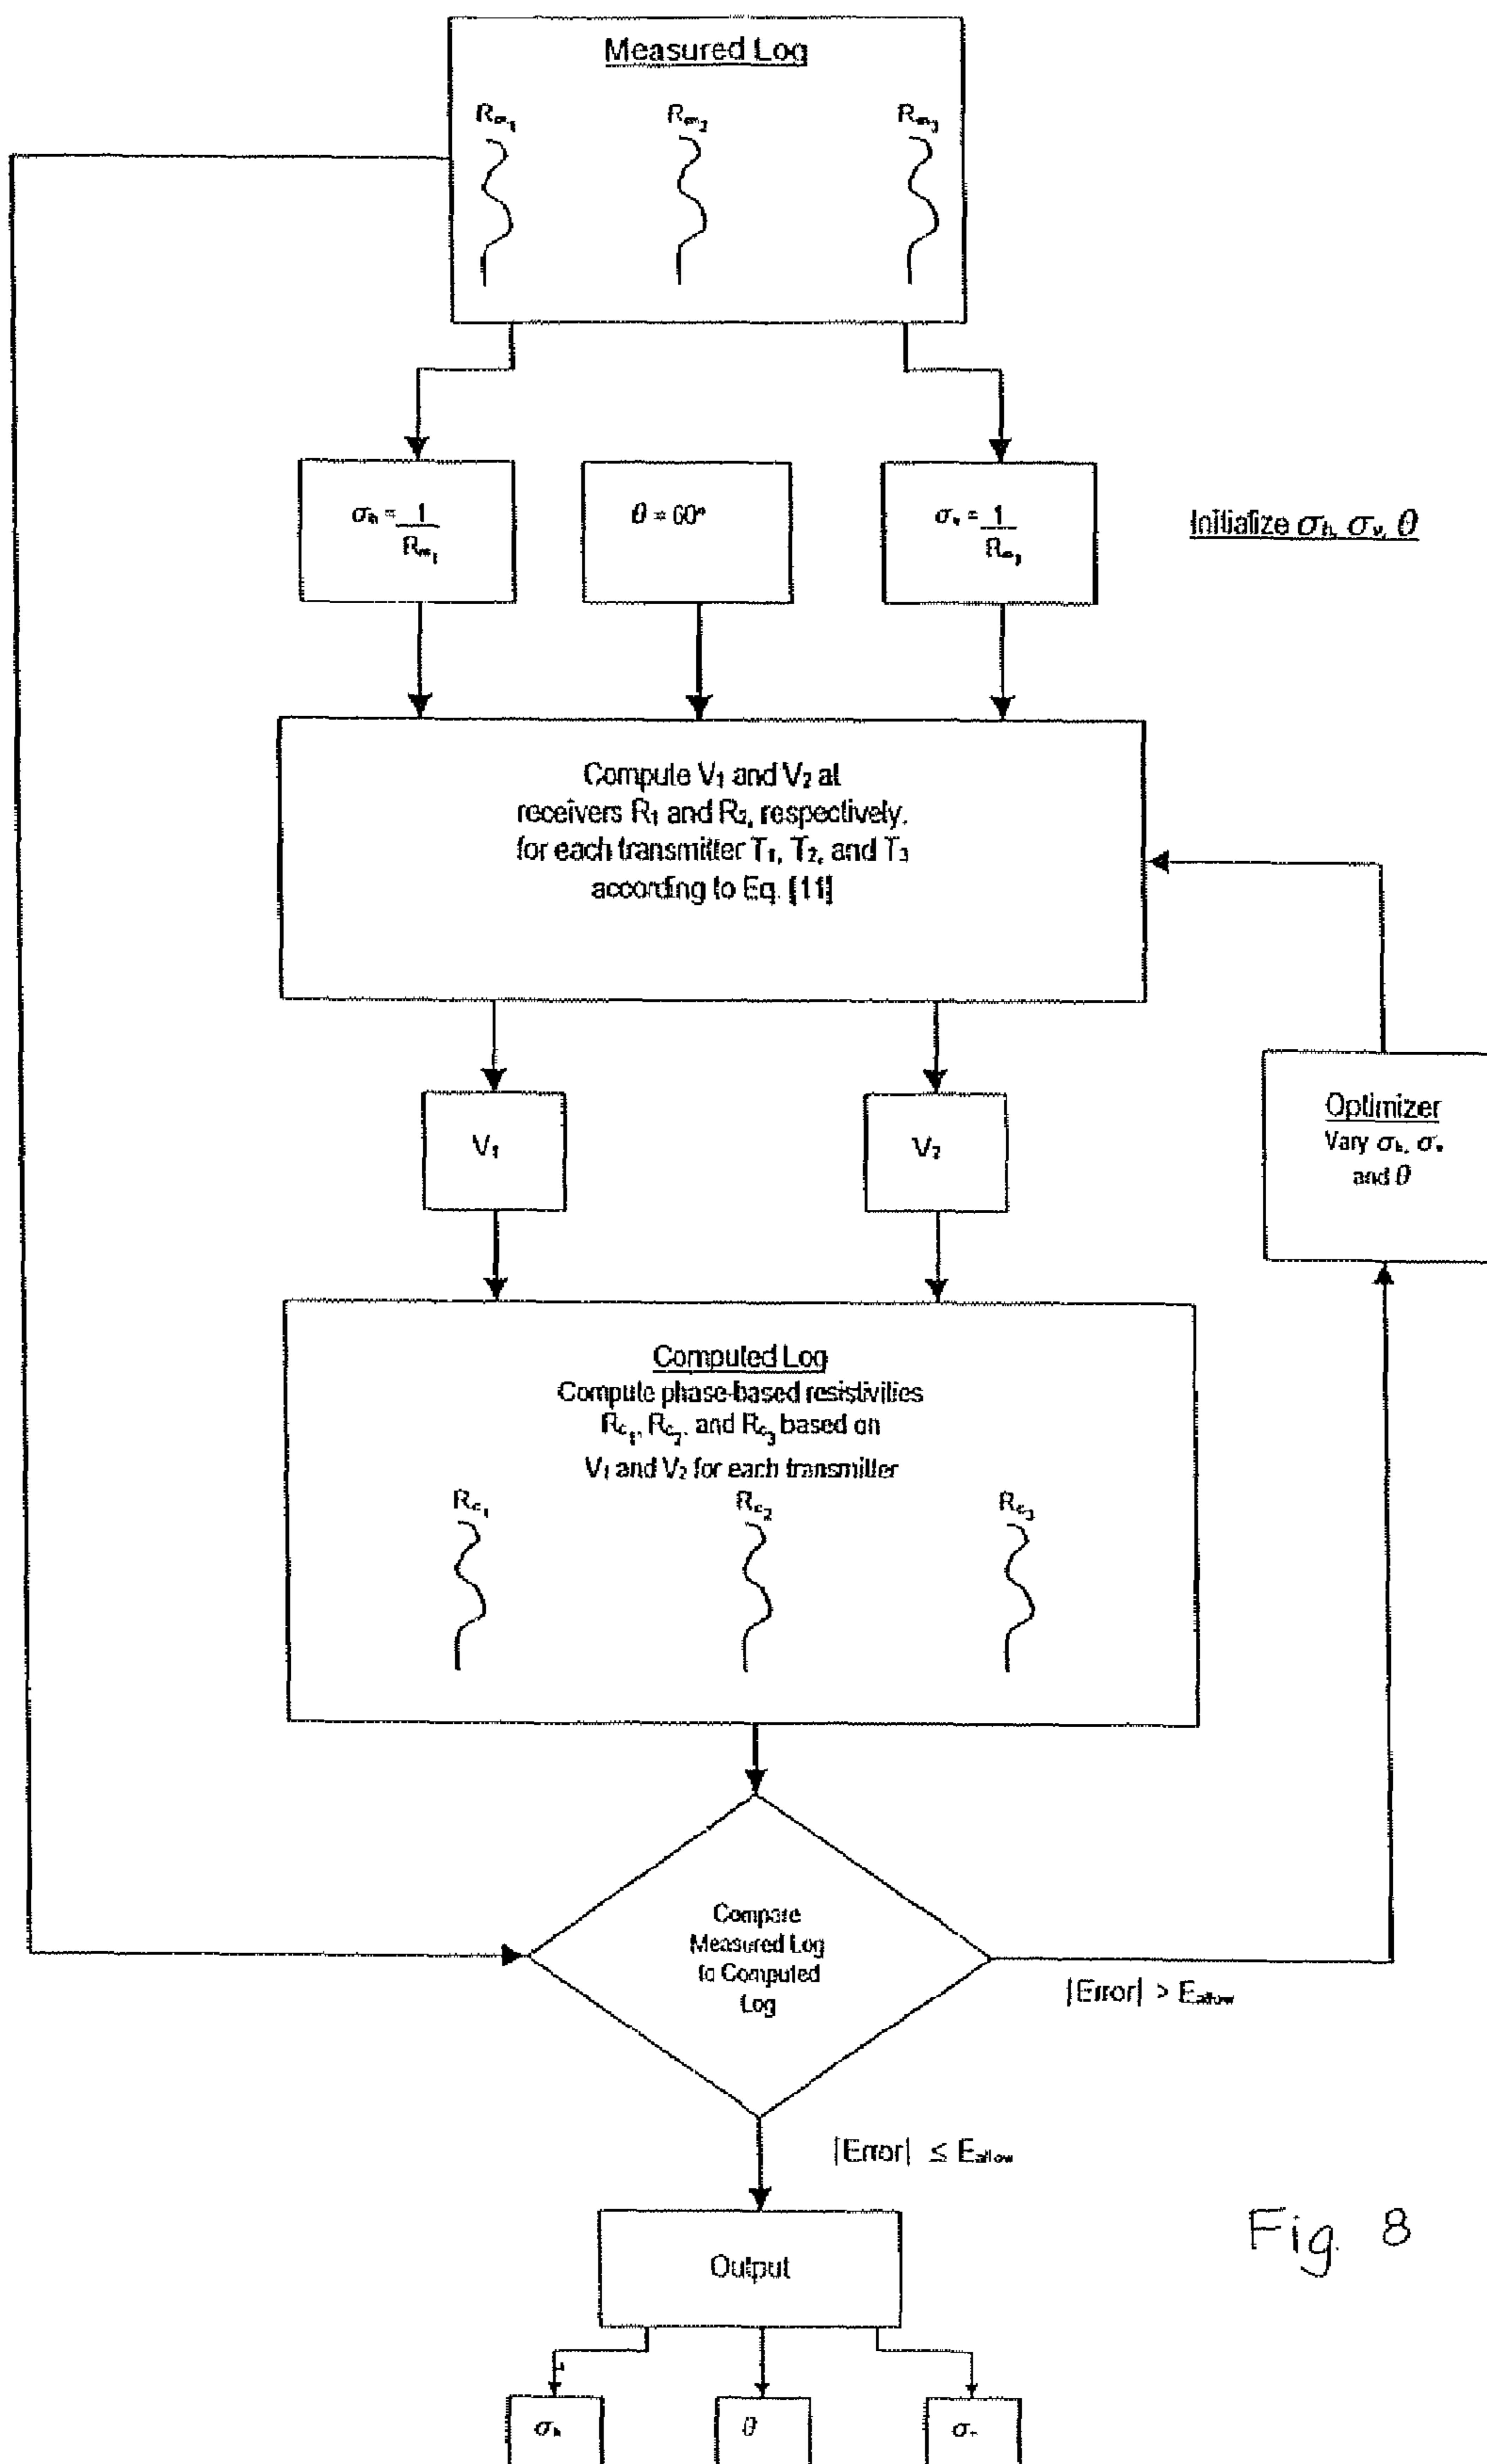 Measured Log
Rm1 Rm2 Rm3
σh = 1/Rm1
θ = 60°
σv = 1/Rm3
Initialize σh, σv, θ
Compute V1 and V2 at
receivers R1 and R2, respectively,
for each transmitter T1, T2, and T3
according to Eq. [11]
V1
V2
Optimizer
Vary σh, σv
and θ
Computed Log
Compute phase-based resistivities
Rc1, Rc2, and Rc3 based on
V1 and V2 for each transmitter
Rc1 Rc2 Rc3
Compare
Measured Log
to Computed
Log
|Error| > Eallow
|Error| ≤ Eallow
Output
Fig. 8
σh
θ